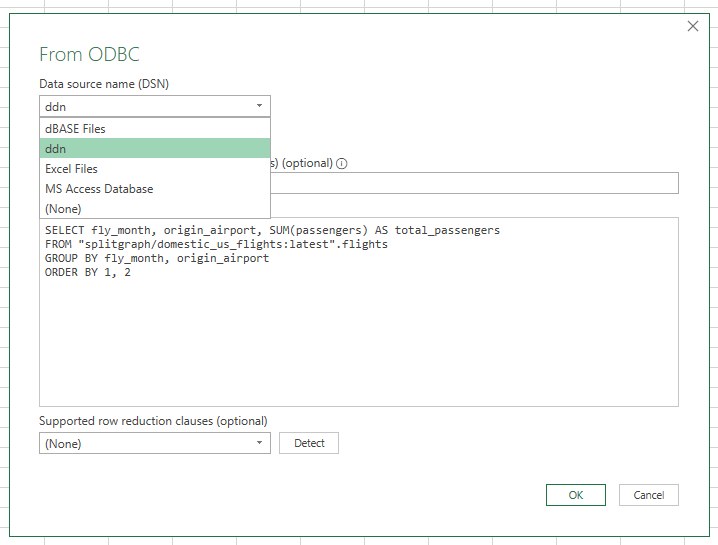 From ODBC
Data source name (DSN)
ddn
dBASE Files
ddn
Excel Files
MS Access Database
(None)
(optional)
SELECT fly_month, origin_airport, SUM(passengers) AS total_passengers
FROM "splitgraph/domestic_us_flights:latest".flights
GROUP BY fly_month, origin_airport
ORDER BY 1, 2
Supported row reduction clauses (optional)
(None)
Detect
OK
Cancel